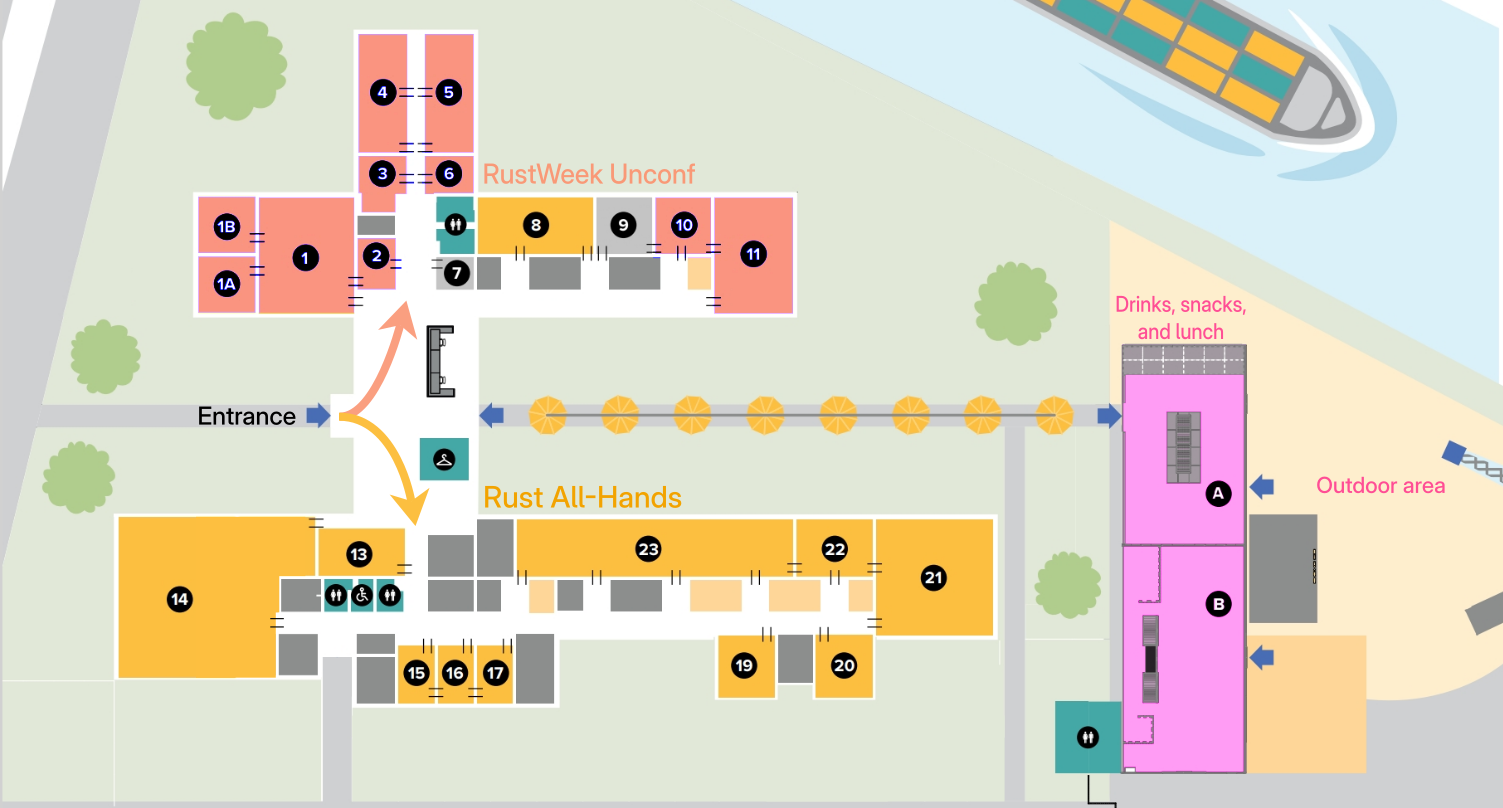 4
5
3
6
RustWeek Unconf
1B
1
2
8
9
10
11
7
1A
Drinks, snacks,
and lunch
Entrance
A
Outdoor area
Rust All-Hands
13
23
22
21
14
B
15
16
17
19
20